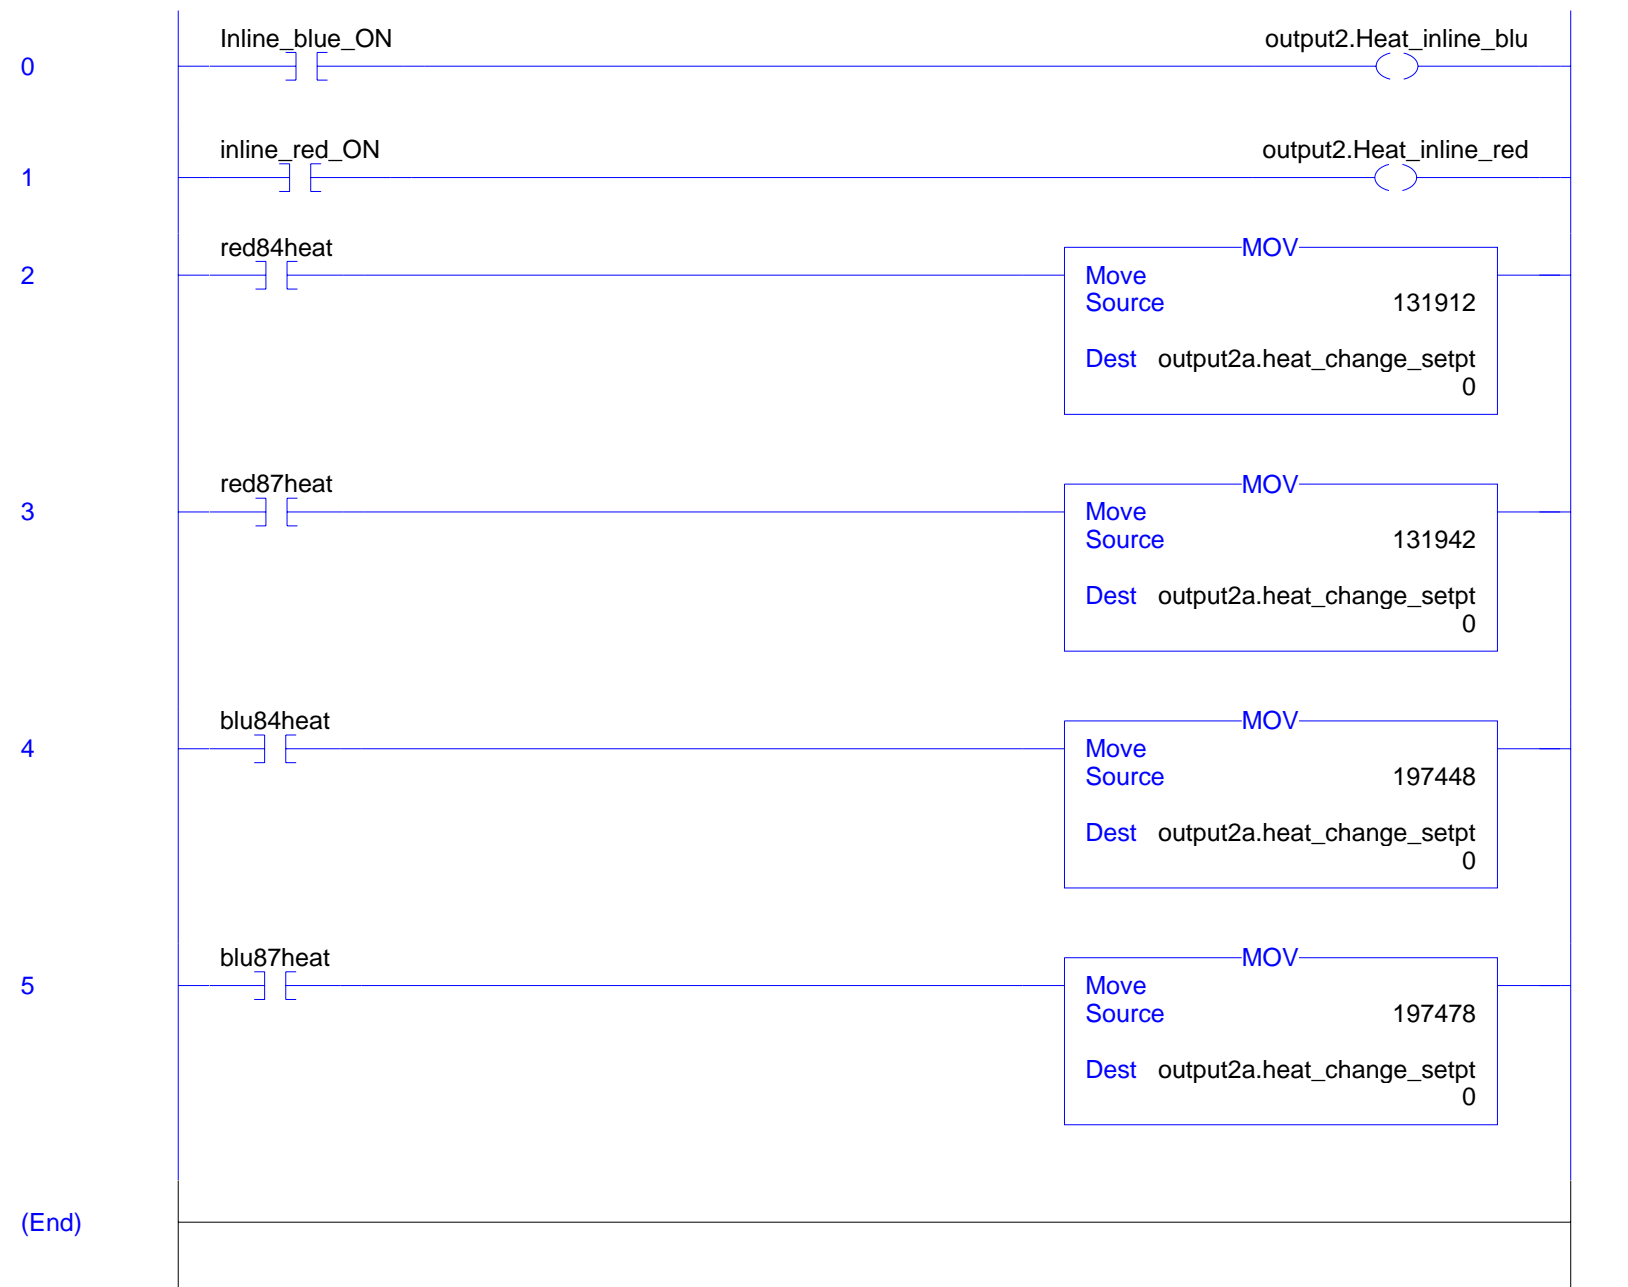 Inline_blue_ON output2.Heat_inline_blu
0
inline_red_ON output2.Heat_inline_red
1
red84heat MOV
2 Move
Source 131912
Dest output2a.heat_change_setpt
0
red87heat MOV
3 Move
Source 131942
Dest output2a.heat_change_setpt
0
blu84heat MOV
4 Move
Source 197448
Dest output2a.heat_change_setpt
0
blu87heat MOV
5 Move
Source 197478
Dest output2a.heat_change_setpt
0
(End)